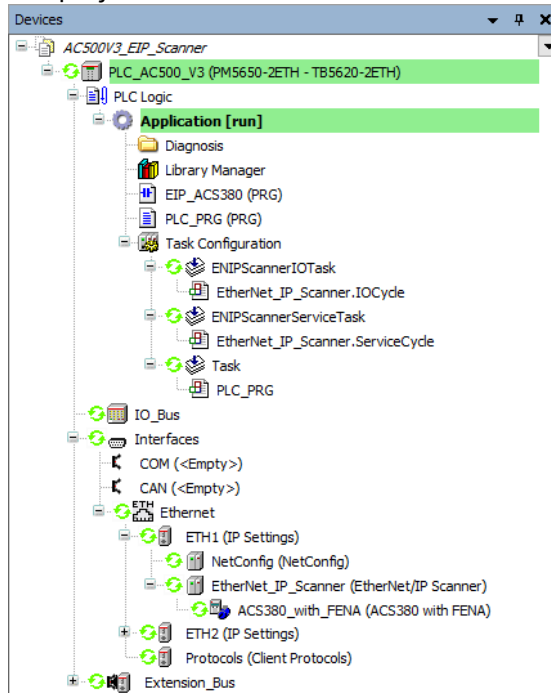 Devices
AC500V3_EIP_Scanner
PLC_AC500_V3 (PM5650-2ETH - TB5620-2ETH)
PLC Logic
Application [run]
Diagnosis
Library Manager
EIP_ACS380 (PRG)
PLC_PRG (PRG)
Task Configuration
ENIPScannerIOTask
EtherNet_IP_Scanner.IOCycle
ENIPScannerServiceTask
EtherNet_IP_Scanner.ServiceCycle
Task
PLC_PRG
IO_Bus
Interfaces
COM (<Empty>)
CAN (<Empty>)
ETH
Ethernet
ETH1 (IP Settings)
NetConfig (NetConfig)
EtherNet_IP_Scanner (EtherNet/IP Scanner)
ACS380_with_FENA (ACS380 with FENA)
ETH2 (IP Settings)
Protocols (Client Protocols)
Extension_Bus